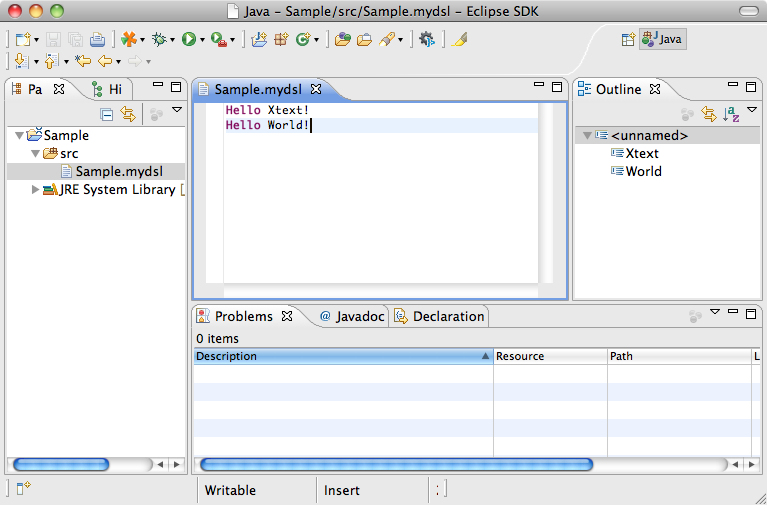 Java – Sample/src/Sample.mydsl – Eclipse SDK
Java
Pa
Hi
Sample
src
Sample.mydsl
JRE System Library [
Sample.mydsl
Hello Xtext!
Hello World!
Outline
<unnamed>
Xtext
World
Problems
@ Javadoc
Declaration
0 items
Description
Resource
Path
L
Writable
Insert
: